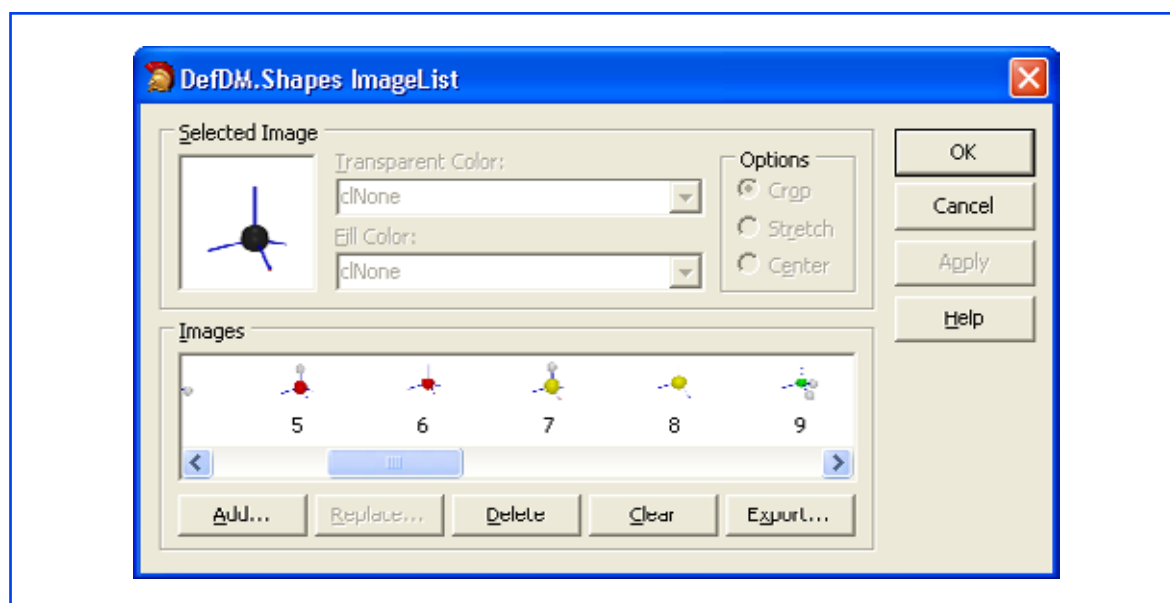 DefDM.Shapes ImageList
Selected Image
Transparent Color:
clNone
Fill Color:
clNone
Options
Crop
Stretch
Center
OK
Cancel
Apply
Help
Images
5 6 7 8 9
Add... Replace... Delete Clear Export...